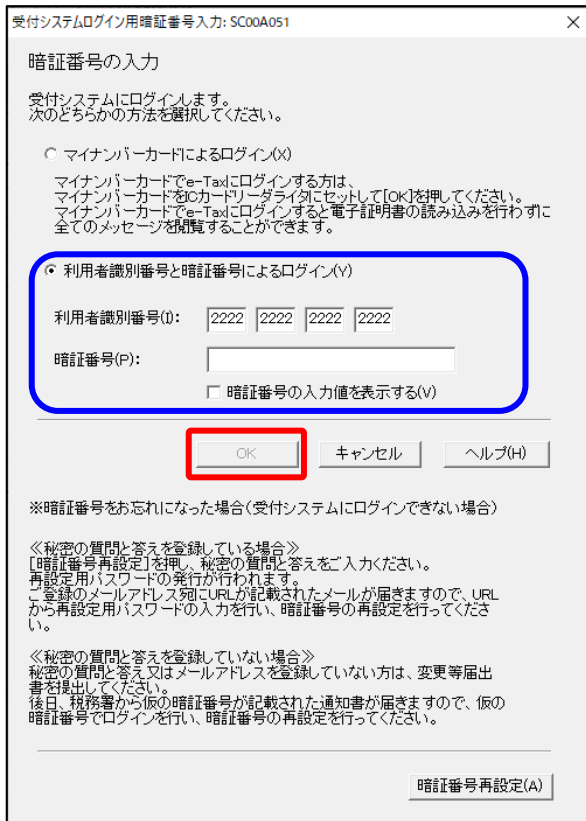 受付システムログイン用暗証番号入力: SC00A051
暗証番号の入力
受付システムにログインします。
次のどちらかの方法を選択してください。
マイナンバーカードによるログイン(X)
マイナンバーカードでe-Taxにログインする方は、
マイナンバーカードをICカードリーダライタにセットして[OK]を押してください。
マイナンバーカードでe-Taxにログインすると電子証明書の読み込みを行わずに
全てのメッセージを閲覧することができます。
利用者識別番号と暗証番号によるログイン(Y)
利用者識別番号(I): 2222 2222 2222 2222
暗証番号(P):
暗証番号の入力値を表示する(V)
OK キャンセル ヘルプ(H)
※暗証番号をお忘れになった場合(受付システムにログインできない場合)
≪秘密の質問と答えを登録している場合≫
[暗証番号再設定]を押し、秘密の質問と答えをご入力ください。
再設定用パスワードの発行が行われます。
ご登録のメールアドレス宛にURLが記載されたメールが届きますので、URL
から再設定用パスワードの入力を行い、暗証番号の再設定を行ってくださ
い。
≪秘密の質問と答えを登録していない場合≫
秘密の質問と答え又はメールアドレスを登録していない方は、変更等届出
書を提出してください。
後日、税務署から仮の暗証番号が記載された通知書が届きますので、仮の
暗証番号でログインを行い、暗証番号の再設定を行ってください。
暗証番号再設定(A)